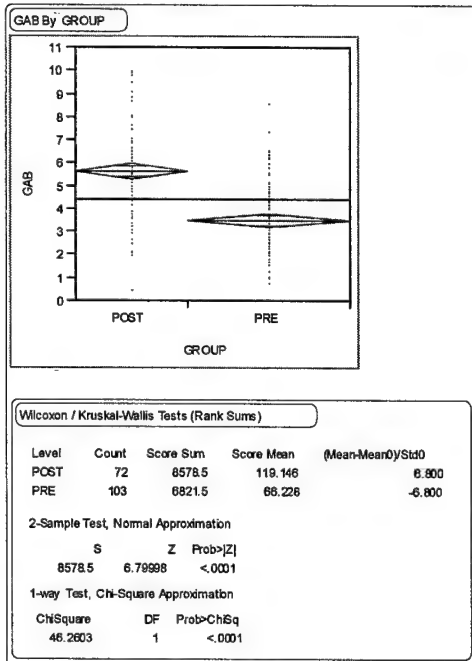 GAB By GROUP
11
10
9
8
7
6
5
4
3
2
1
0
GAB
POST PRE
GROUP
Wilcoxon / Kruskal-Wallis Tests (Rank Sums)
Level Count Score Sum Score Mean (Mean-Mean0)/Std0
POST 72 8578.5 119.146 6.800
PRE 103 6821.5 66.228 -6.800
2-Sample Test, Normal Approximation
S Z Prob>|Z|
8578.5 6.79998 <.0001
1-way Test, Chi-Square Approximation
ChiSquare DF Prob>ChiSq
46.2603 1 <.0001